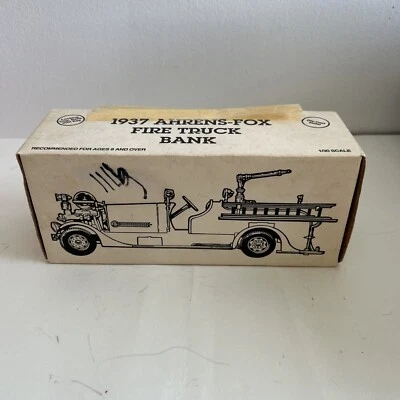 1937 AHRENS-FOX
FIRE TRUCK
BANK
RECOMMENDED FOR AGES 8 AND OVER
1/30 SCALE